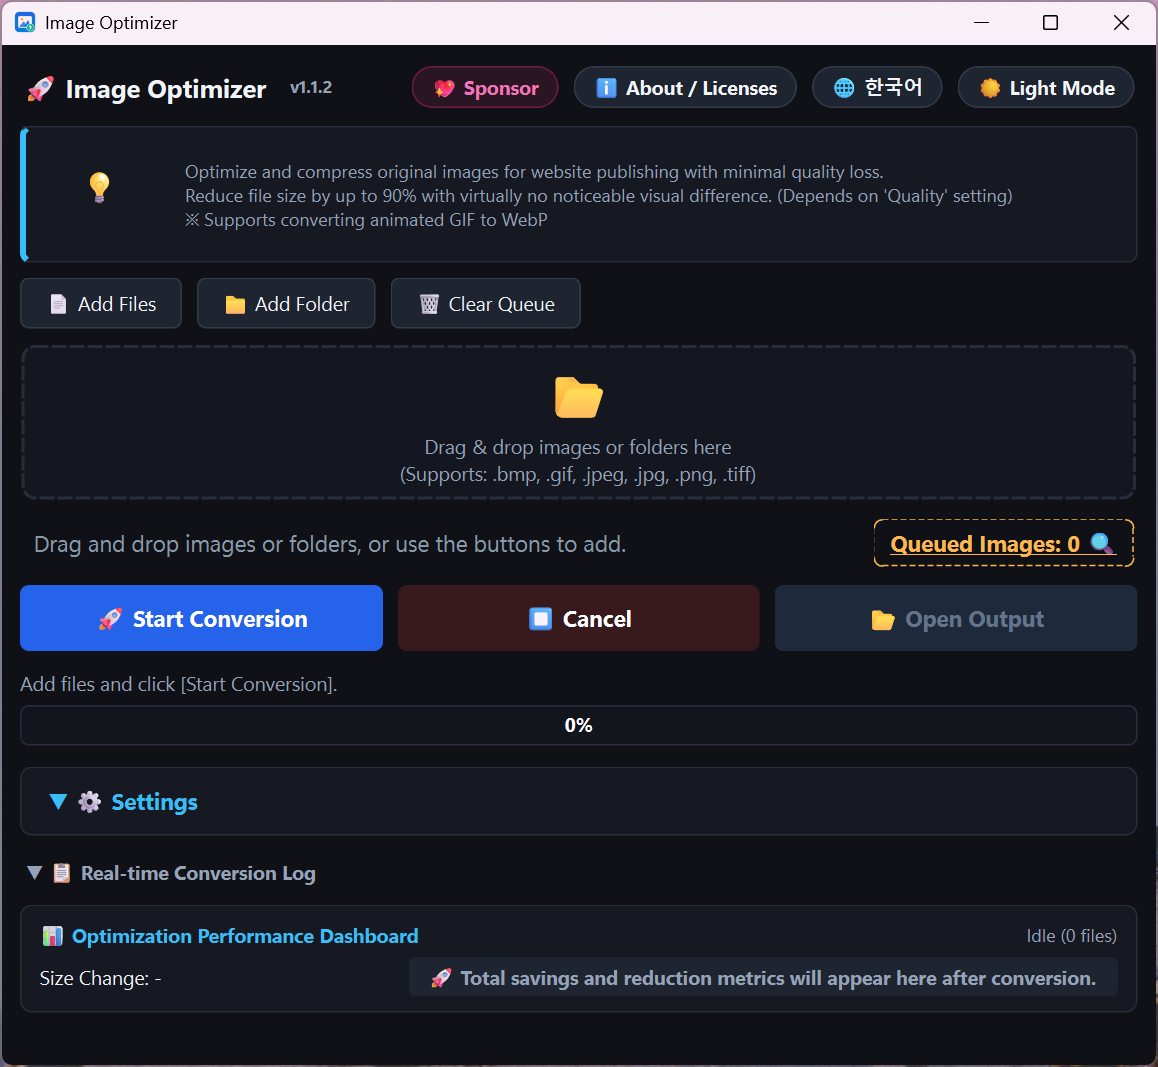 Image Optimizer
Image Optimizer v1.1.2
Sponsor
About / Licenses
한국어
Light Mode
Optimize and compress original images for website publishing with minimal quality loss.
Reduce file size by up to 90% with virtually no noticeable visual difference. (Depends on 'Quality' setting)
※ Supports converting animated GIF to WebP
Add Files
Add Folder
Clear Queue
Drag & drop images or folders here
(Supports: .bmp, .gif, .jpeg, .jpg, .png, .tiff)
Drag and drop images or folders, or use the buttons to add.
Queued Images: 0
Start Conversion
Cancel
Open Output
Add files and click [Start Conversion].
0%
Settings
Real-time Conversion Log
Optimization Performance Dashboard
Idle (0 files)
Size Change: -
Total savings and reduction metrics will appear here after conversion.